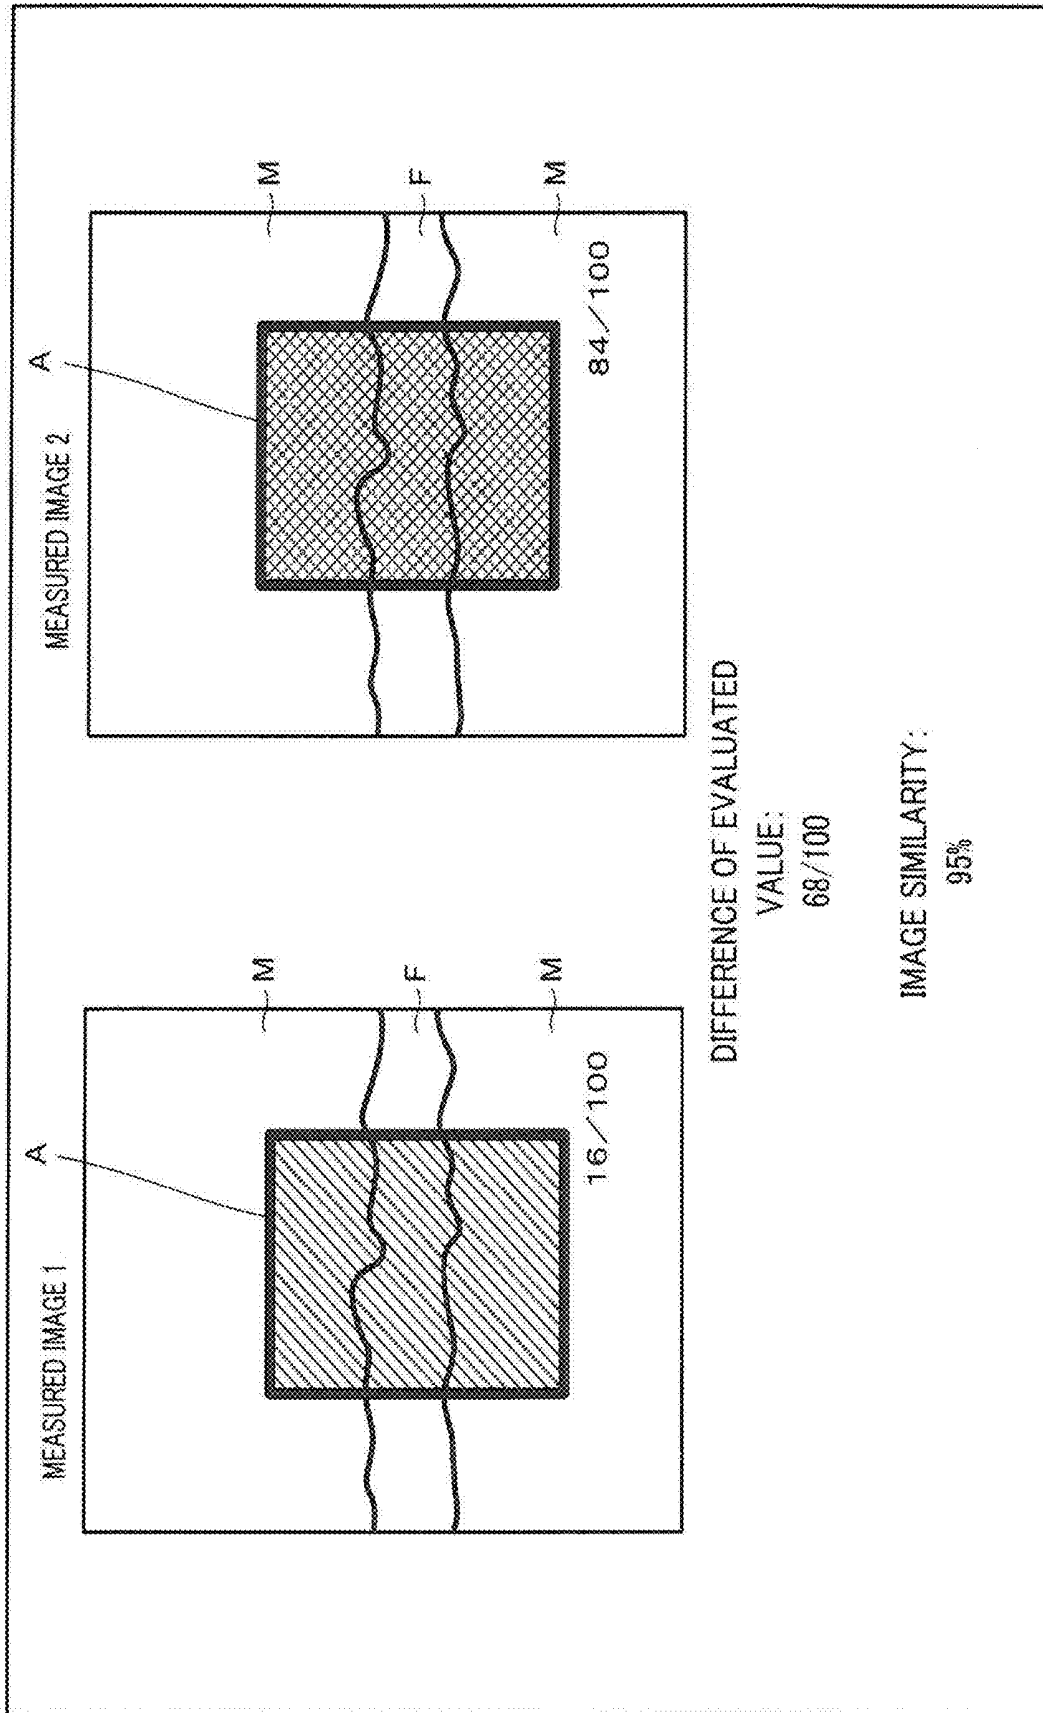 MEASURED IMAGE 1
A
M
F
M
16/100
MEASURED IMAGE 2
A
M
F
M
84/100
DIFFERENCE OF EVALUATED
VALUE:
68/100
IMAGE SIMILARITY:
95%